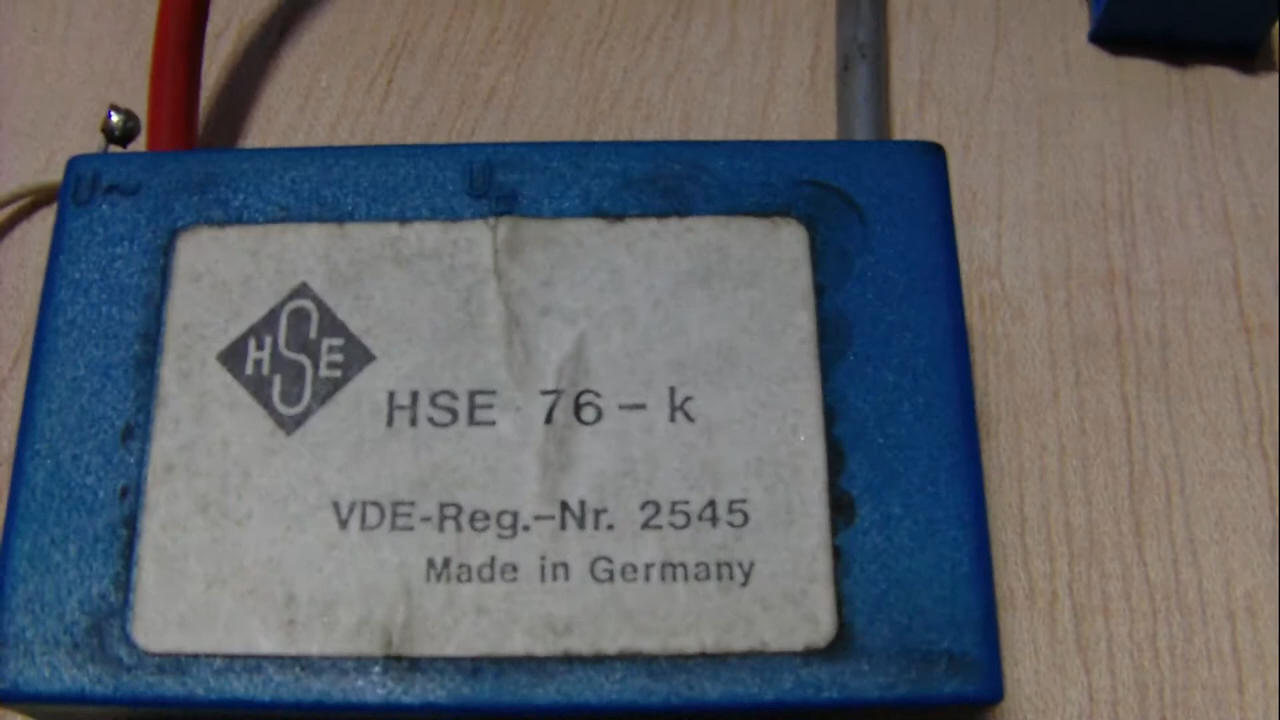 U~ U=
HSE
HSE 76-k
VDE-Reg.-Nr. 2545
Made in Germany